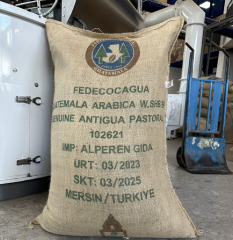 GUATEMALA
FEDECOCAGUA
GUATEMALA ARABICA W.SHB
GENUINE ANTIGUA PASTORAL
102621
IMP: ALPEREN GIDA
URT: 03/2023
SKT: 03/2025
MERSIN/TURKIYE